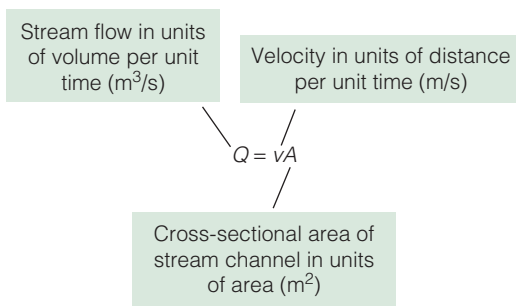 Stream flow in units
of volume per unit
time (m³/s)
Velocity in units of distance
per unit time (m/s)
Q = vA
Cross-sectional area of
stream channel in units
of area (m²)